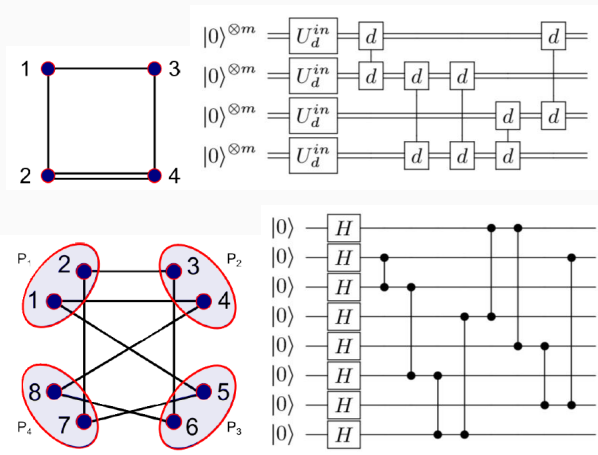 1 3
2 4
|0⟩^{⊗m} U_d^{in} d d
|0⟩^{⊗m} U_d^{in} d d d
|0⟩^{⊗m} U_d^{in} d d
|0⟩^{⊗m} U_d^{in} d d d
P₁ 2 3 P₂
1 4
8 5
P₄ 7 6 P₃
|0⟩ H
|0⟩ H
|0⟩ H
|0⟩ H
|0⟩ H
|0⟩ H
|0⟩ H
|0⟩ H